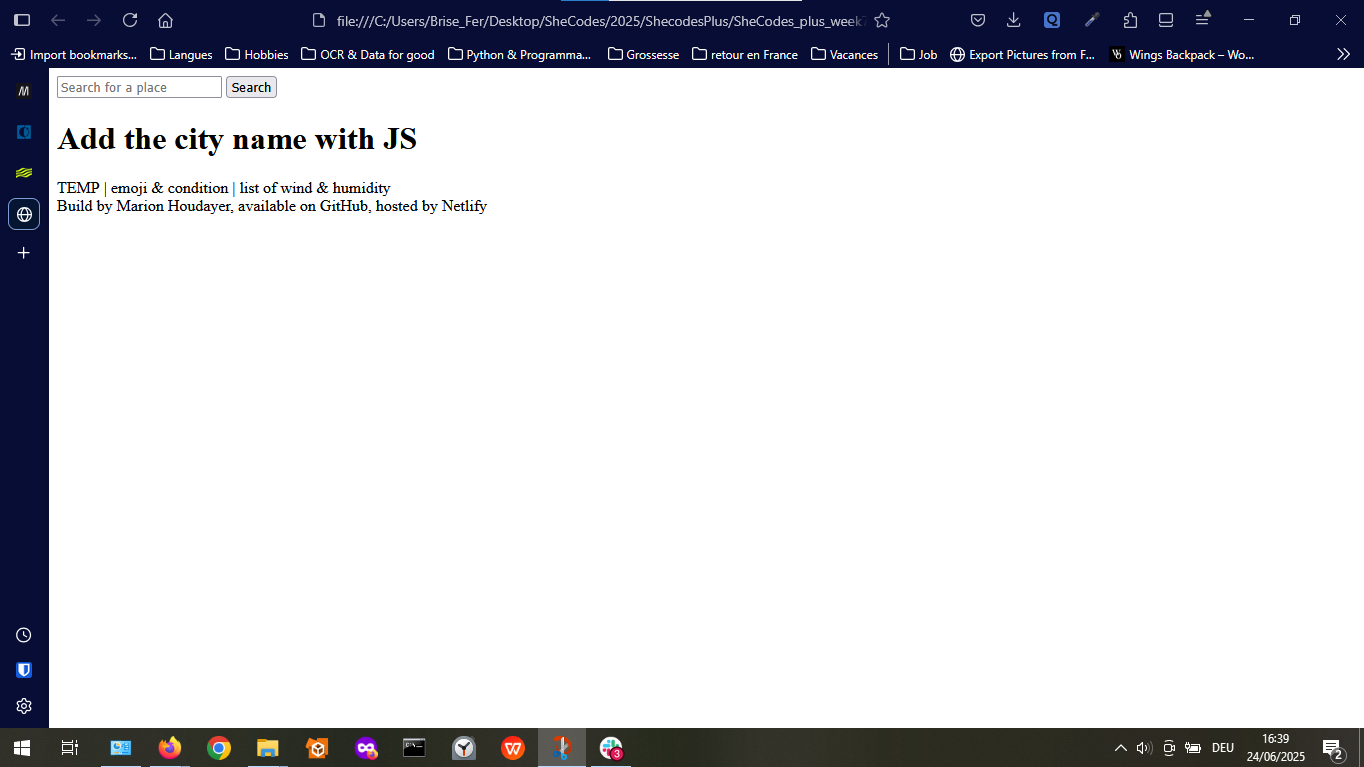 file:///C:/Users/Brise_Fer/Desktop/SheCodes/2025/ShecodesPlus/SheCodes_plus_week
Import bookmarks... Langues Hobbies OCR & Data for good Python & Programma... Grossesse retour en France Vacances Job Export Pictures from F... Wings Backpack – Wo...
Search for a place Search
Add the city name with JS
TEMP | emoji & condition | list of wind & humidity
Build by Marion Houdayer, available on GitHub, hosted by Netlify
DEU 16:39
24/06/2025
3
2